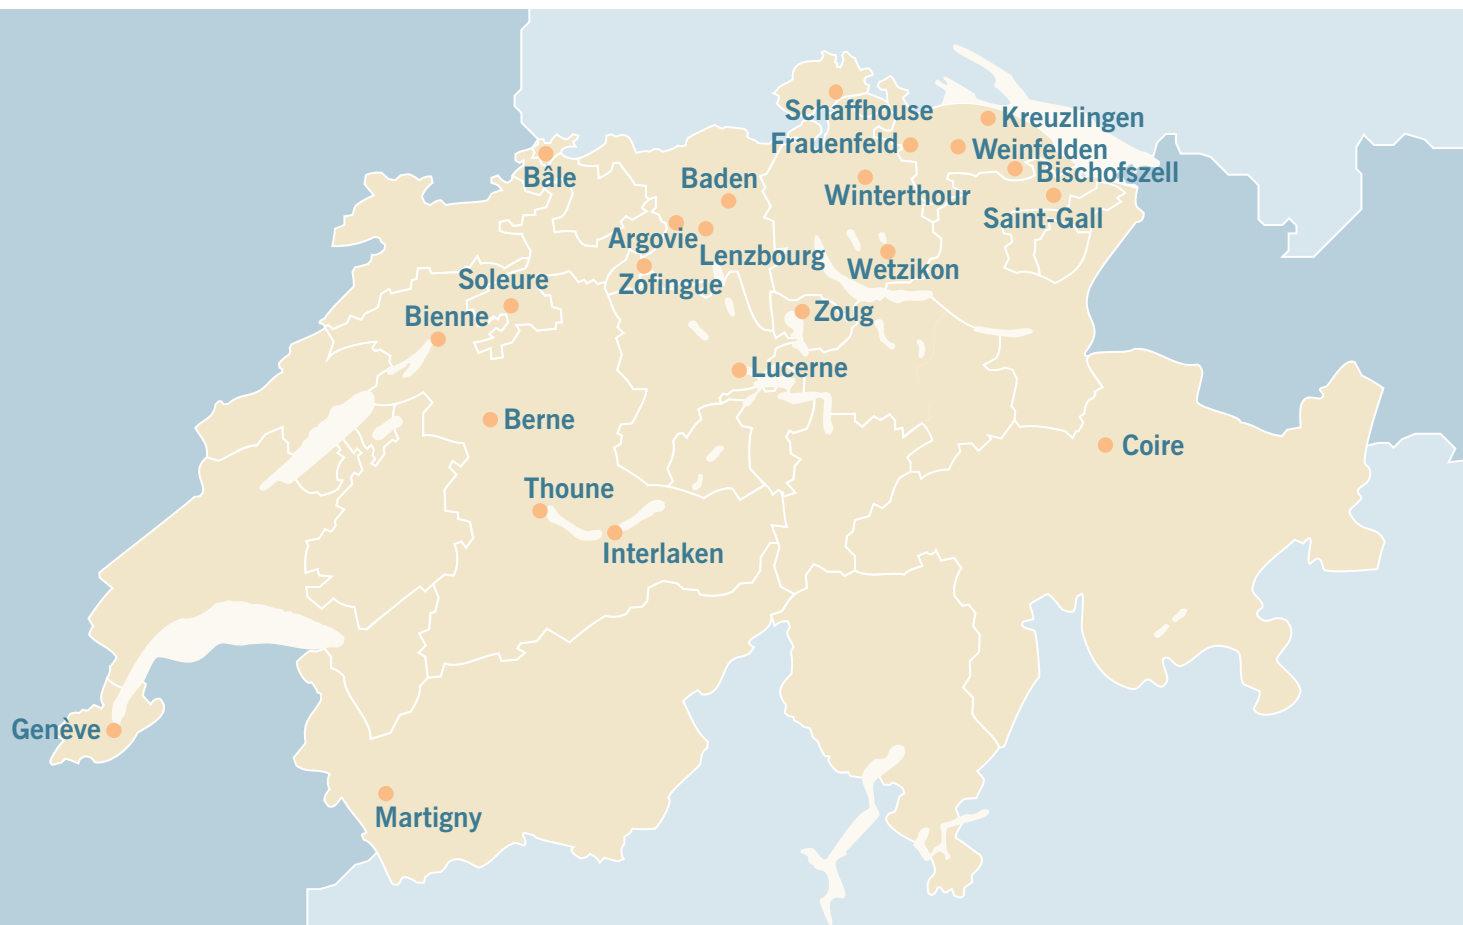 Schaffhouse
Kreuzlingen
Frauenfeld
Weinfelden
Bischofszell
Bâle
Baden
Winterthour
Saint-Gall
Argovie
Lenzbourg
Wetzikon
Zofingue
Soleure
Bienne
Zoug
Lucerne
Berne
Coire
Thoune
Interlaken
Genève
Martigny